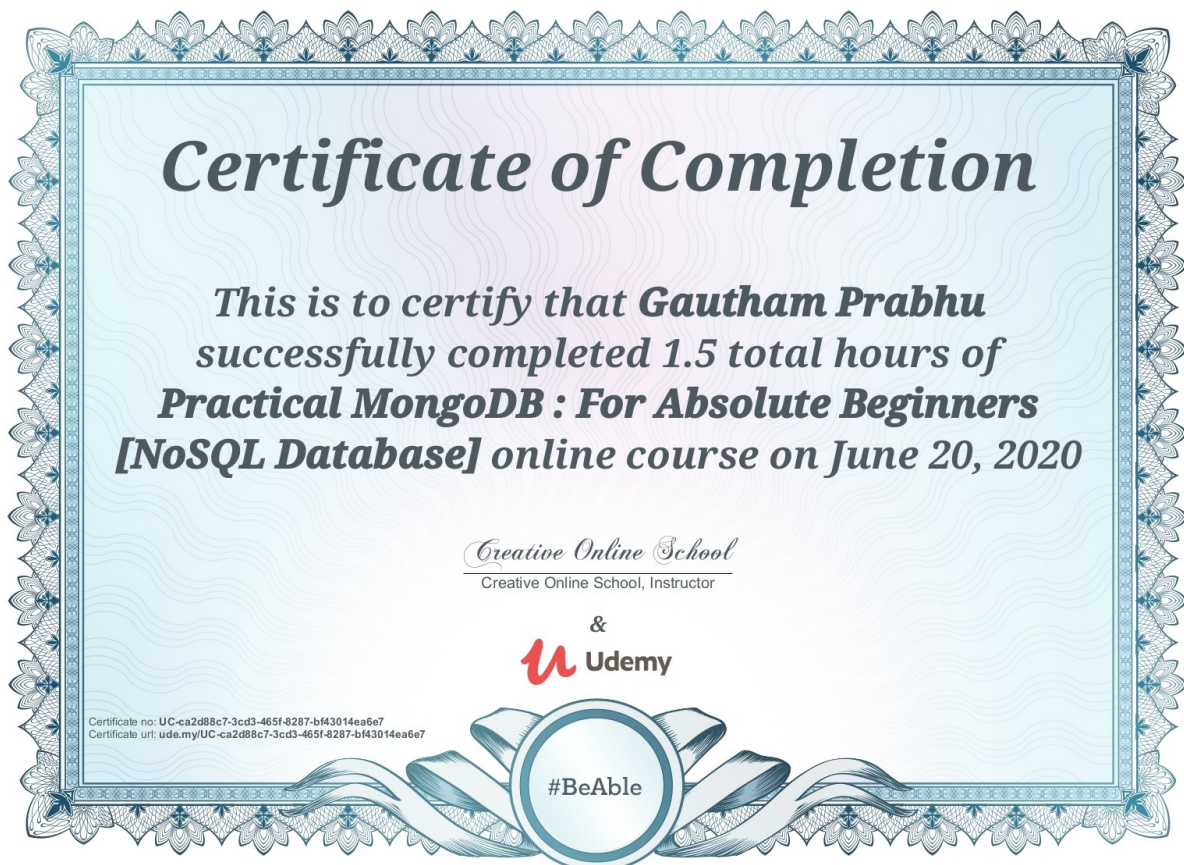 Certificate of Completion
This is to certify that Gautham Prabhu
successfully completed 1.5 total hours of
Practical MongoDB : For Absolute Beginners
[NoSQL Database] online course on June 20, 2020
Creative Online School
Creative Online School, Instructor
&
Udemy
Certificate no: UC-ca2d88c7-3cd3-465f-8287-bf43014ea6e7
Certificate url: ude.my/UC-ca2d88c7-3cd3-465f-8287-bf43014ea6e7
#BeAble